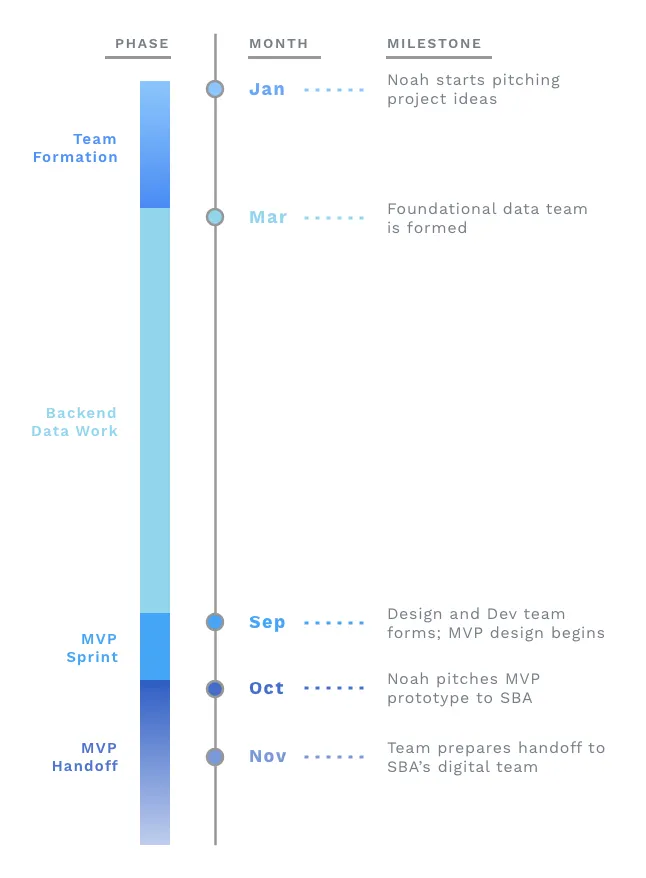 PHASE
MONTH
MILESTONE
Jan
Noah starts pitching
project ideas
Team
Formation
Mar
Foundational data team
is formed
Backend
Data Work
Sep
Design and Dev team
forms; MVP design begins
MVP
Sprint
Oct
Noah pitches MVP
prototype to SBA
MVP
Handoff
Nov
Team prepares handoff to
SBA’s digital team